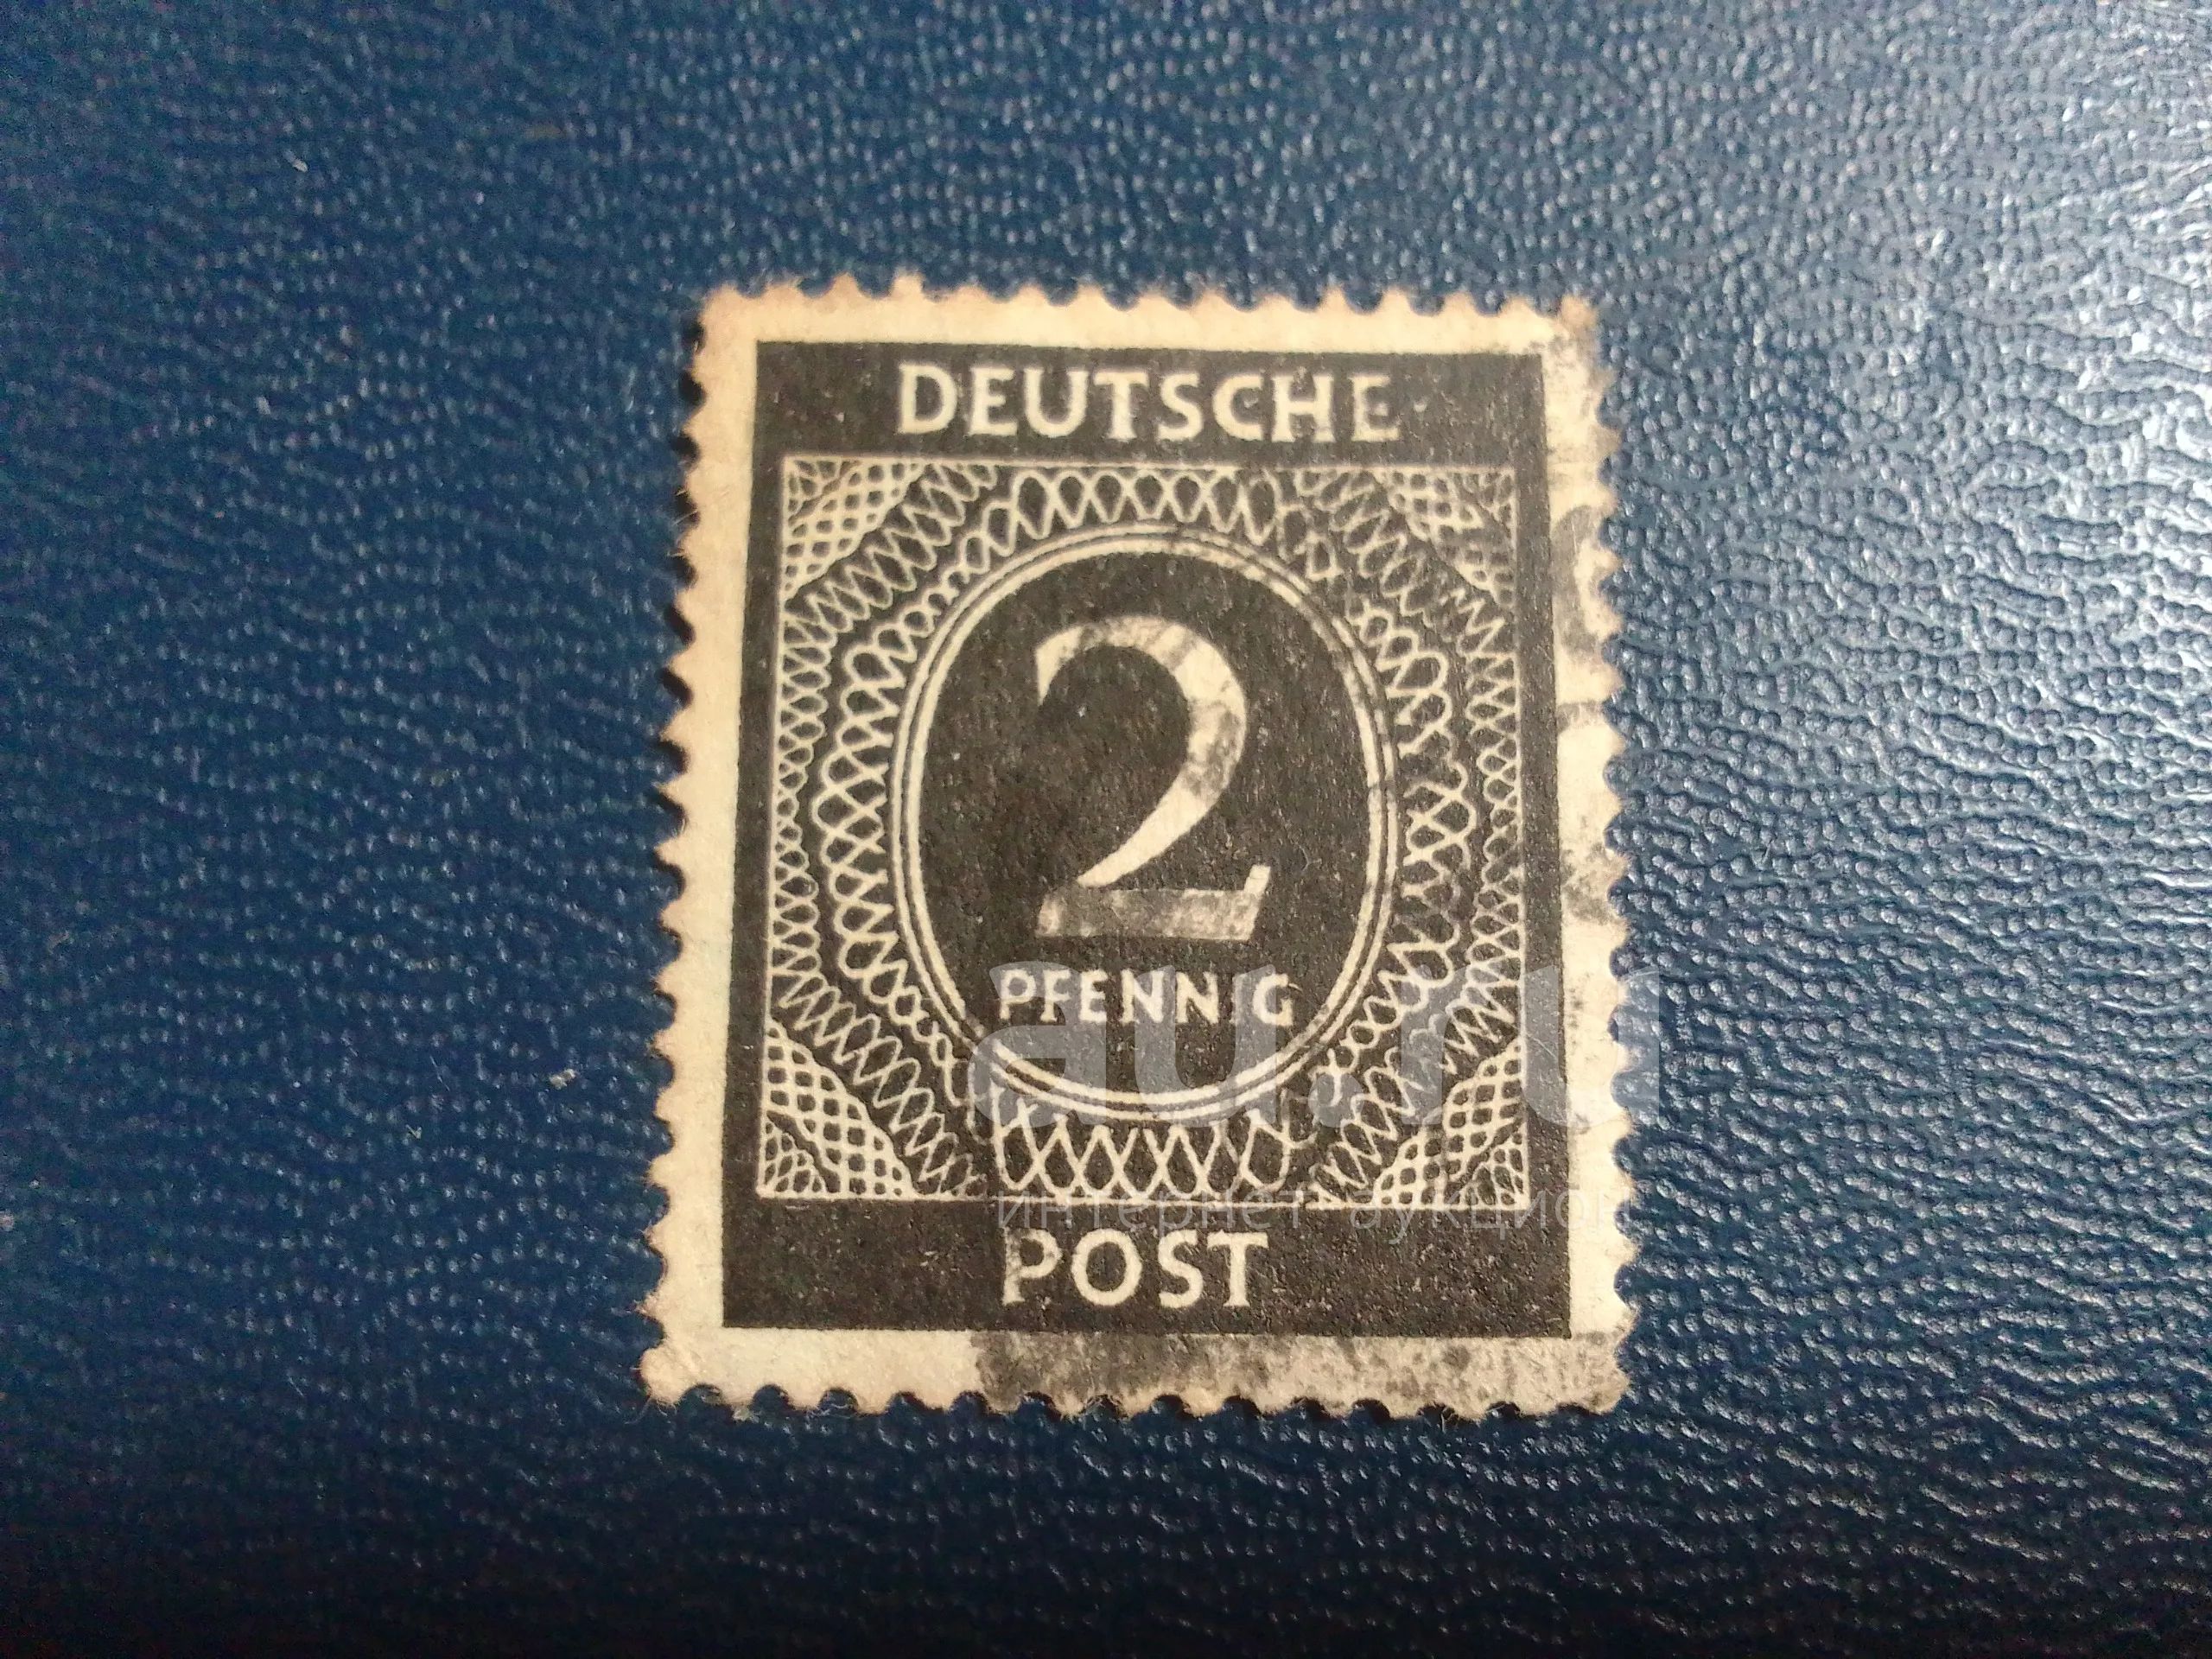 DEUTSCHE
2
PFENNIG
au.ru
интернет аукцион
POST